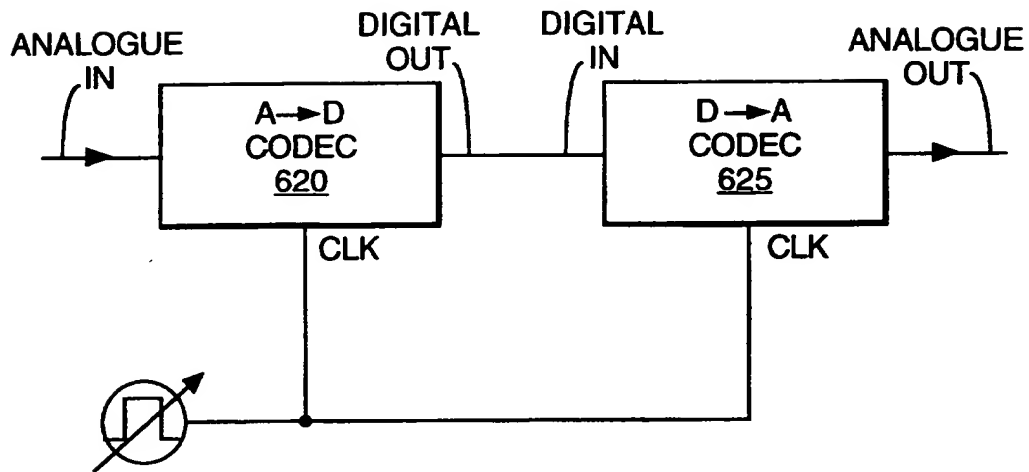 ANALOGUE
IN
DIGITAL
OUT
DIGITAL
IN
ANALOGUE
OUT
A→D
CODEC
620
D→A
CODEC
625
CLK
CLK